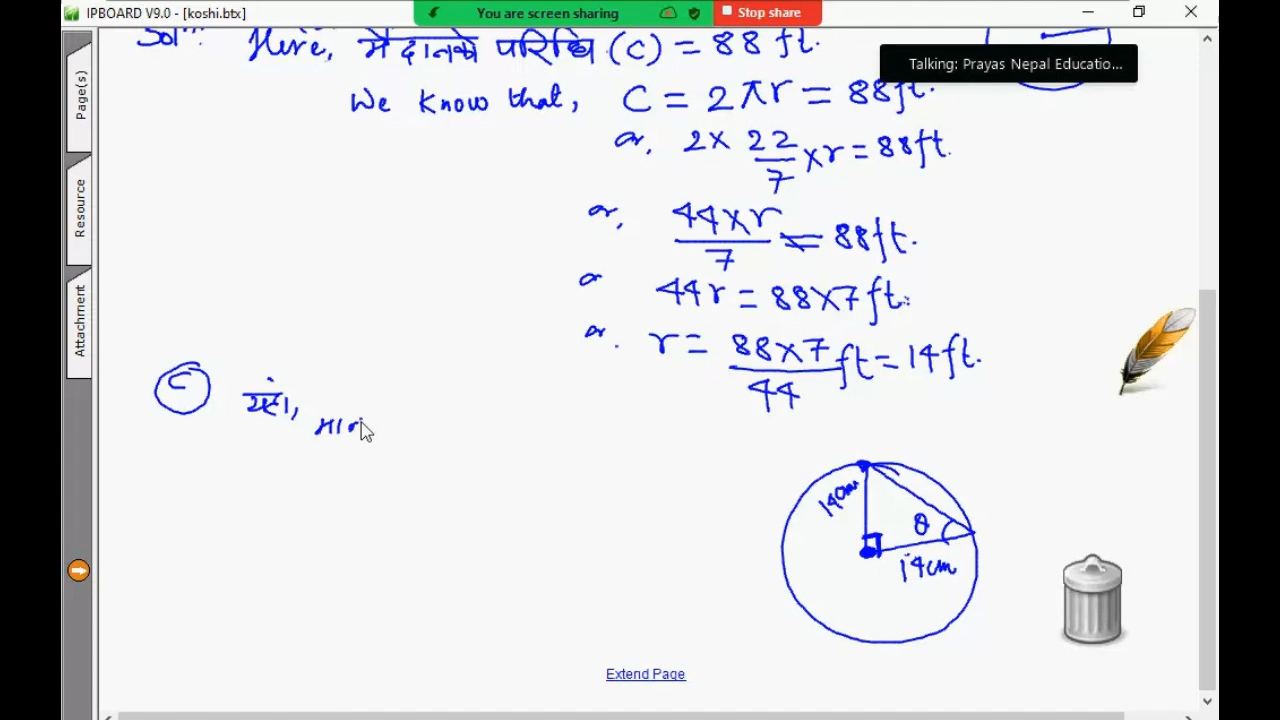 IPBOARD V9.0 - [koshi.btx]
You are screen sharing
Stop share
Talking: Prayas Nepal Educatio...
Page(s)
Resource
Attachment
Solⁿ: Here, मैदानको परिधि (C) = 88 ft.
We know that, C = 2πr = 88ft.
or, 2 × 22/7 × r = 88ft.
or, 44×r/7 = 88ft.
or 44r = 88×7 ft.
or. r = 88×7/44 ft = 14ft.
C यहाँ,
14cm
θ
14cm
Extend Page